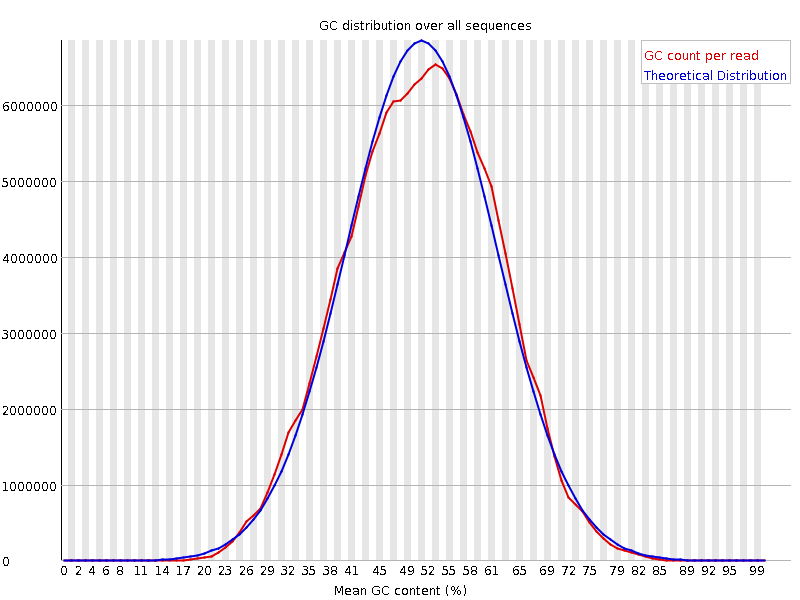 GC distribution over all sequences
GC count per read
Theoretical Distribution
6000000
5000000
4000000
3000000
2000000
1000000
0
0 2 4 6 8 11 14 17 20 23 26 29 32 35 38 41 45 49 52 55 58 61 65 69 72 75 79 82 85 89 92 95 99
Mean GC content (%)